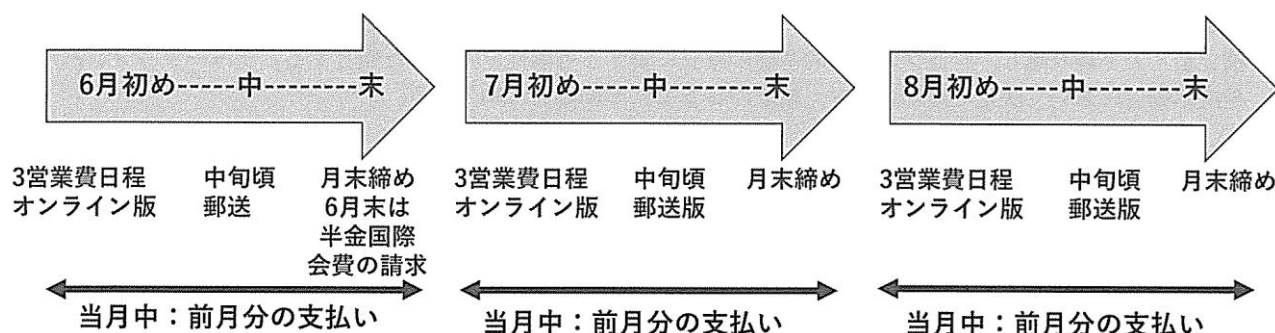 6月初め-----中--------末
3営業費日程
オンライン版
中旬頃
郵送
月末締め
6月末は
半金国際
会費の請求
当月中：前月分の支払い
7月初め-----中--------末
3営業費日程
オンライン版
中旬頃
郵送版
月末締め
当月中：前月分の支払い
8月初め-----中--------末
3営業費日程
オンライン版
中旬頃
郵送版
月末締め
当月中：前月分の支払い